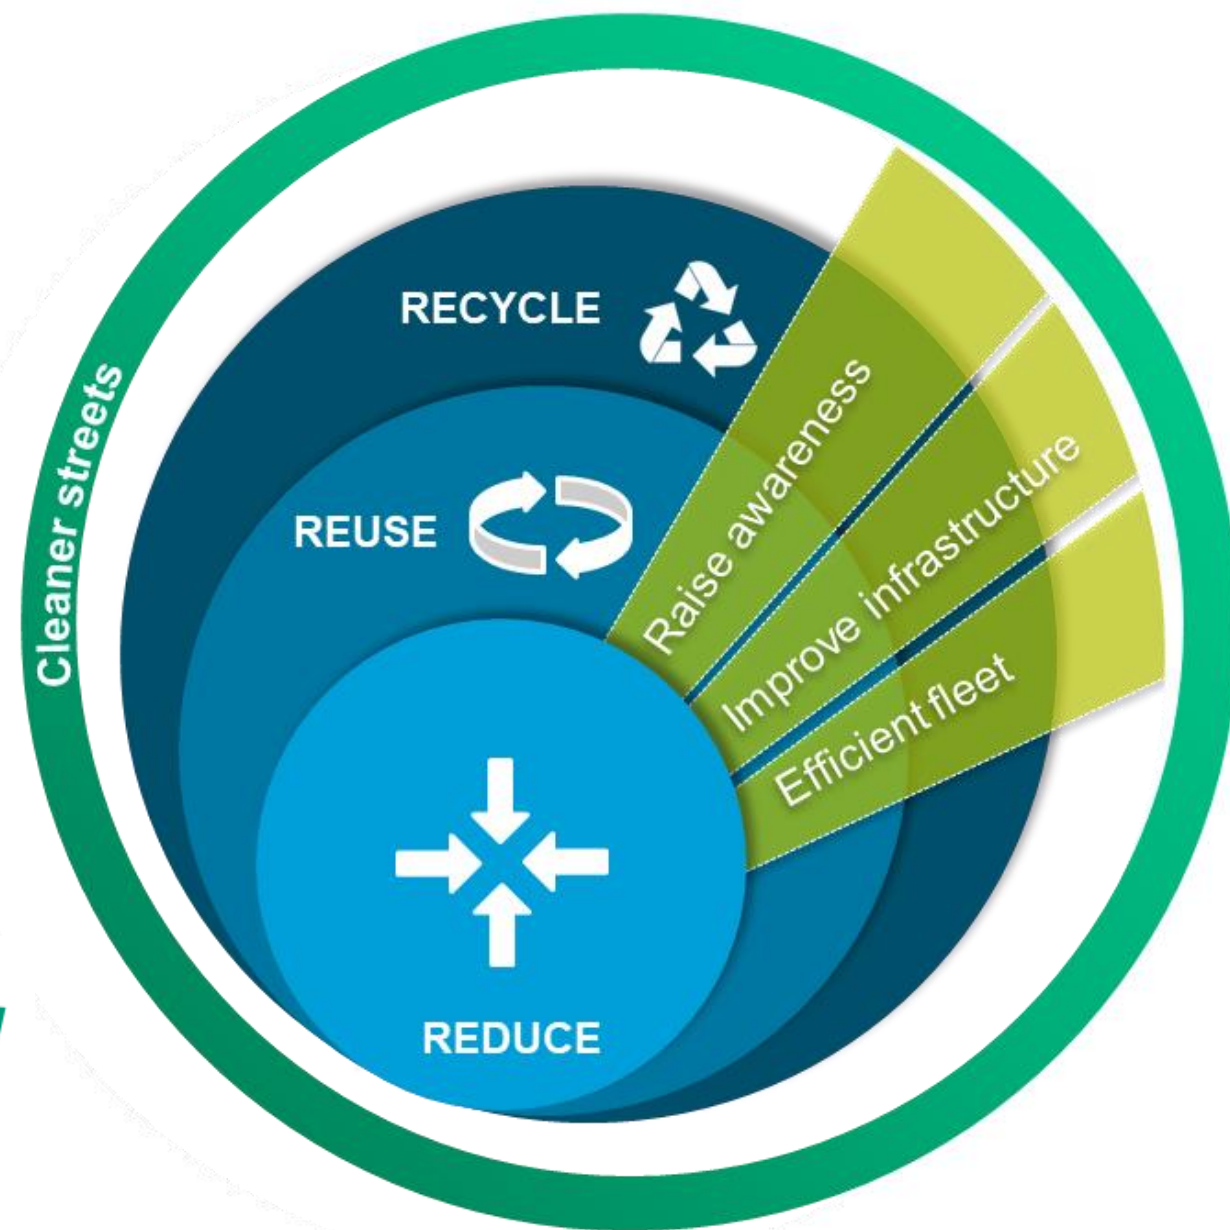 Cleaner streets
RECYCLE
REUSE
REDUCE
Raise awareness
Improve infrastructure
Efficient fleet